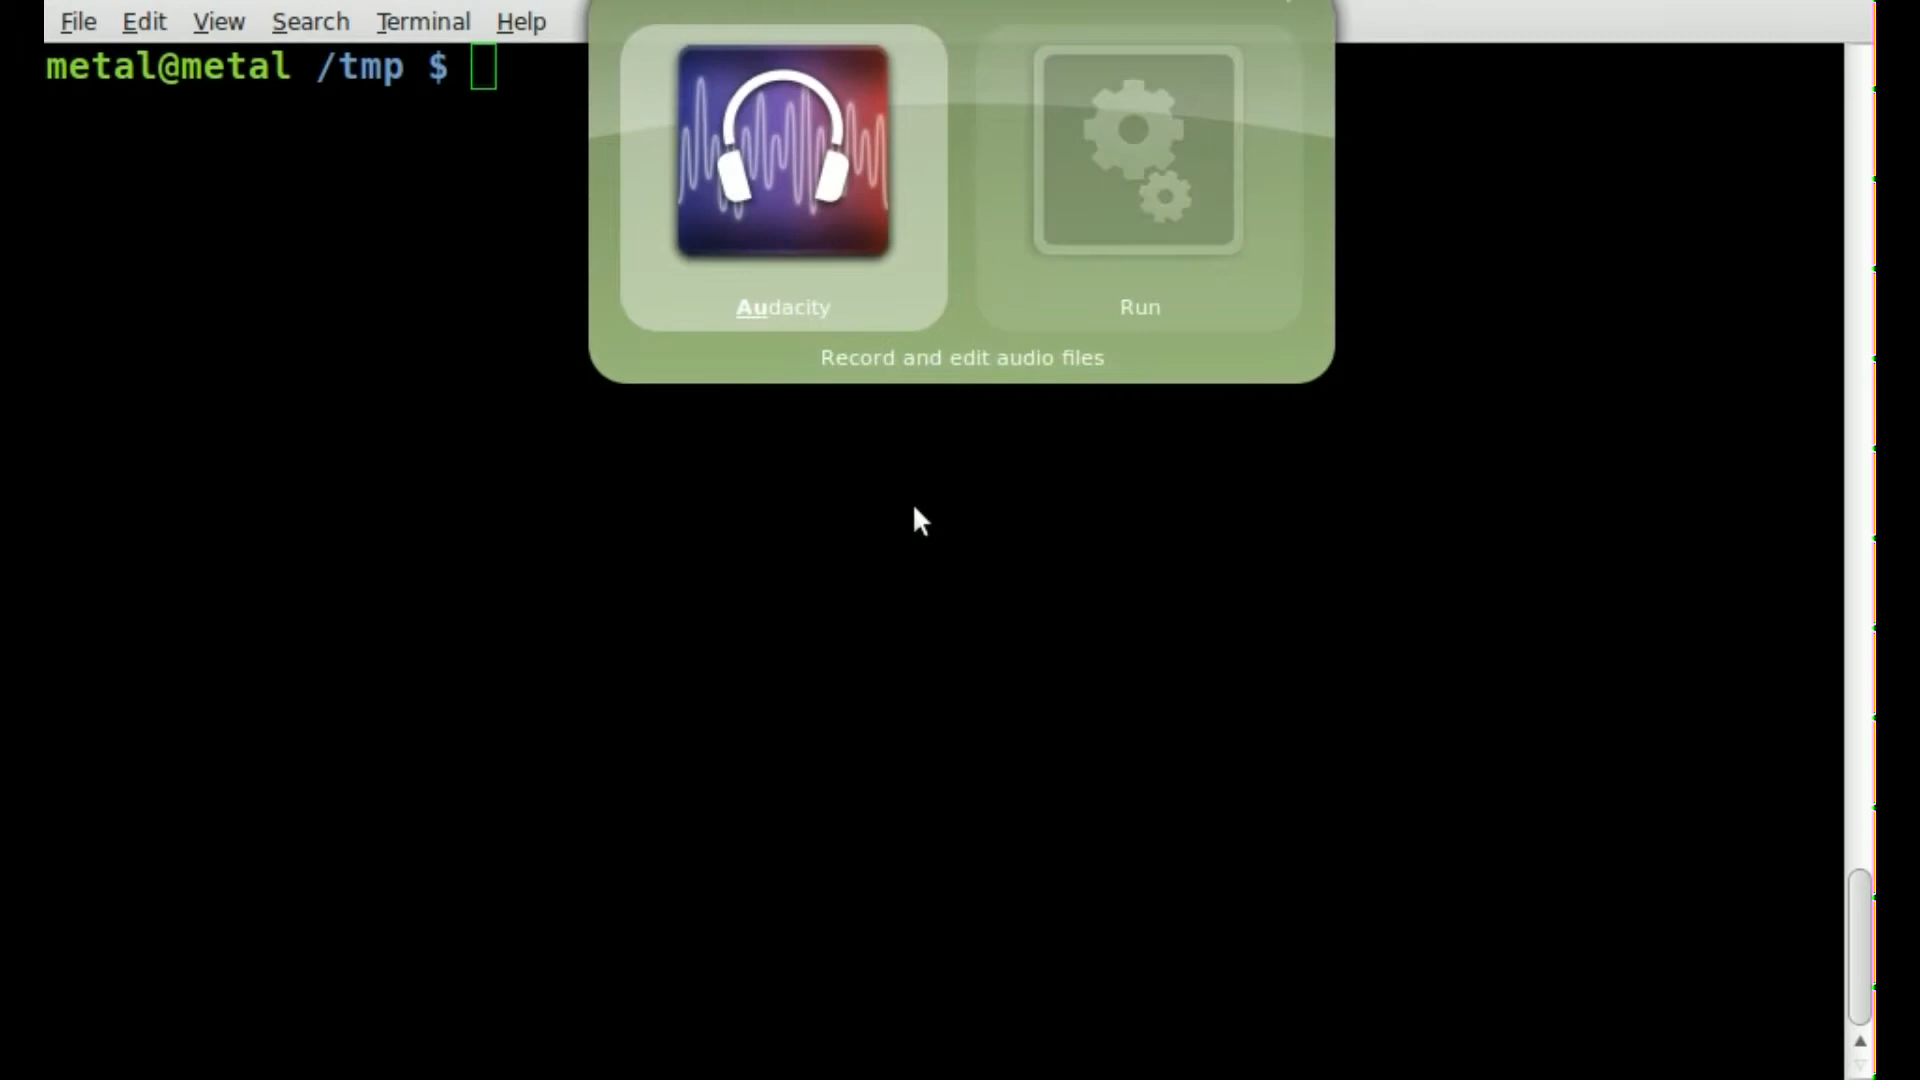 File Edit View Search Terminal Help
metal@metal /tmp $
Audacity Run
Record and edit audio files